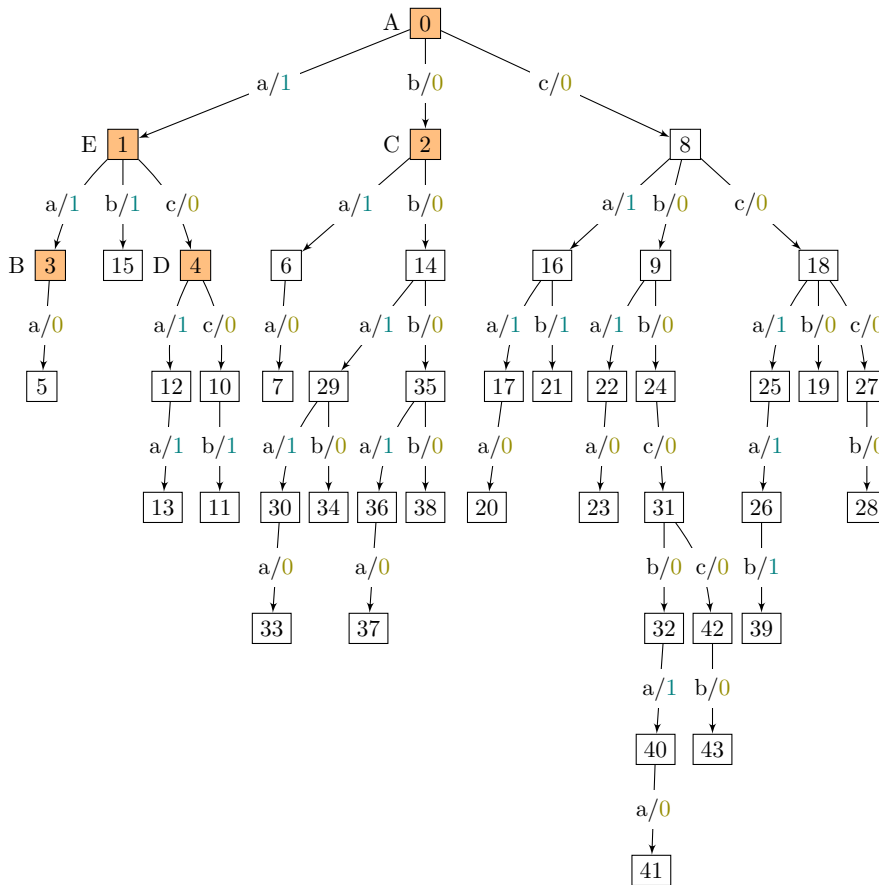 A 0
a/1 b/0 c/0
E 1 C 2 8
a/1 b/1 c/0 a/1 b/0 a/1 b/0 c/0
B 3 15 D 4 6 14 16 9 18
a/0 a/1 c/0 a/0 a/1 b/0 a/1 b/1 a/1 b/0 a/1 b/0 c/0
5 12 10 7 29 35 17 21 22 24 25 19 27
a/1 b/1 a/1 b/0 a/1 b/0 a/0 a/0 c/0 a/1 b/0
13 11 30 34 36 38 20 23 31 26 28
a/0 a/0 b/0 c/0 b/1
33 37 32 42 39
a/1 b/0
40 43
a/0
41